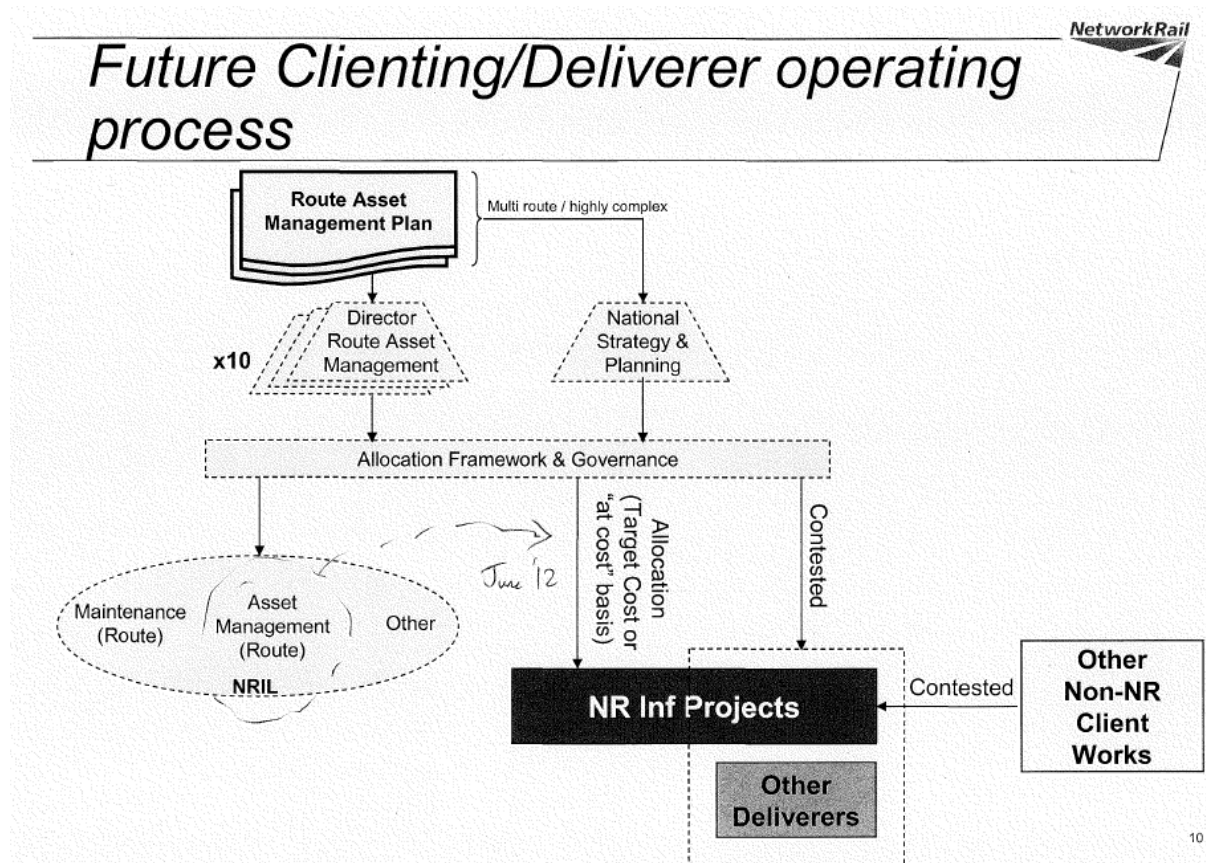 NetworkRail
Future Clienting/Deliverer operating
process
Route Asset
Management Plan
Multi route / highly complex
Director
Route Asset
Management
x10
National
Strategy &
Planning
Allocation Framework & Governance
Allocation
(Target Cost or
"at cost" basis)
Contested
June '12
Maintenance
(Route)
Asset
Management
(Route)
Other
NRIL
NR Inf Projects
Contested
Other
Non-NR
Client
Works
Other
Deliverers
10